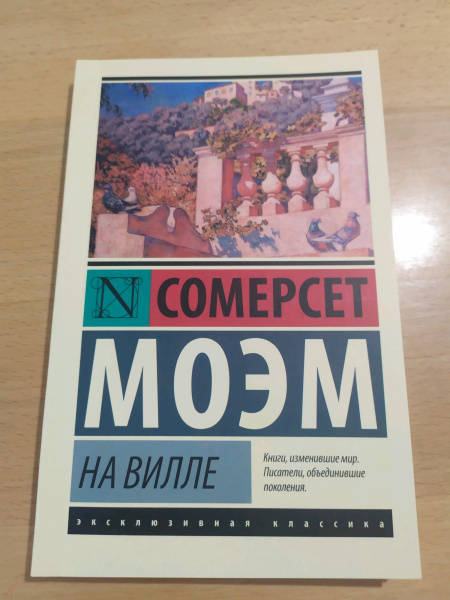 N СОМЕРСЕТ
МОЭМ
НА ВИЛЛЕ
Книги, изменившие мир.
Писатели, объединившие
поколения.
эксклюзивная классика